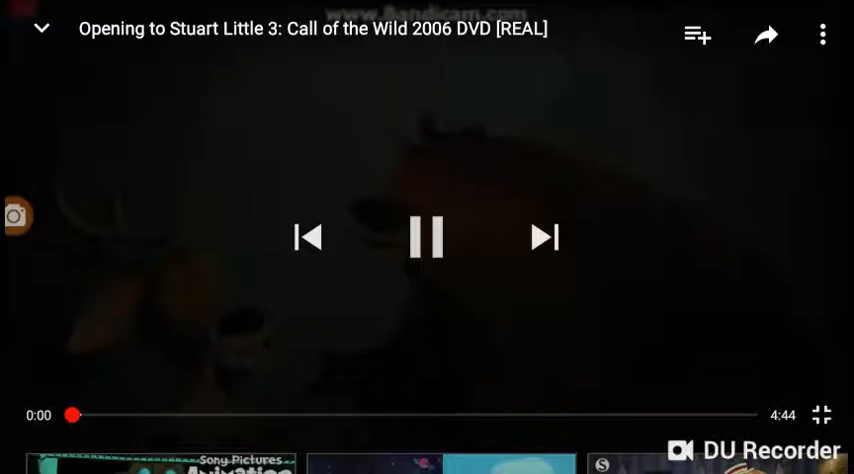 www.Bandicam.com
Opening to Stuart Little 3: Call of the Wild 2006 DVD [REAL]
0:00
4:44
DU Recorder
Sony Pictures
Animation
S